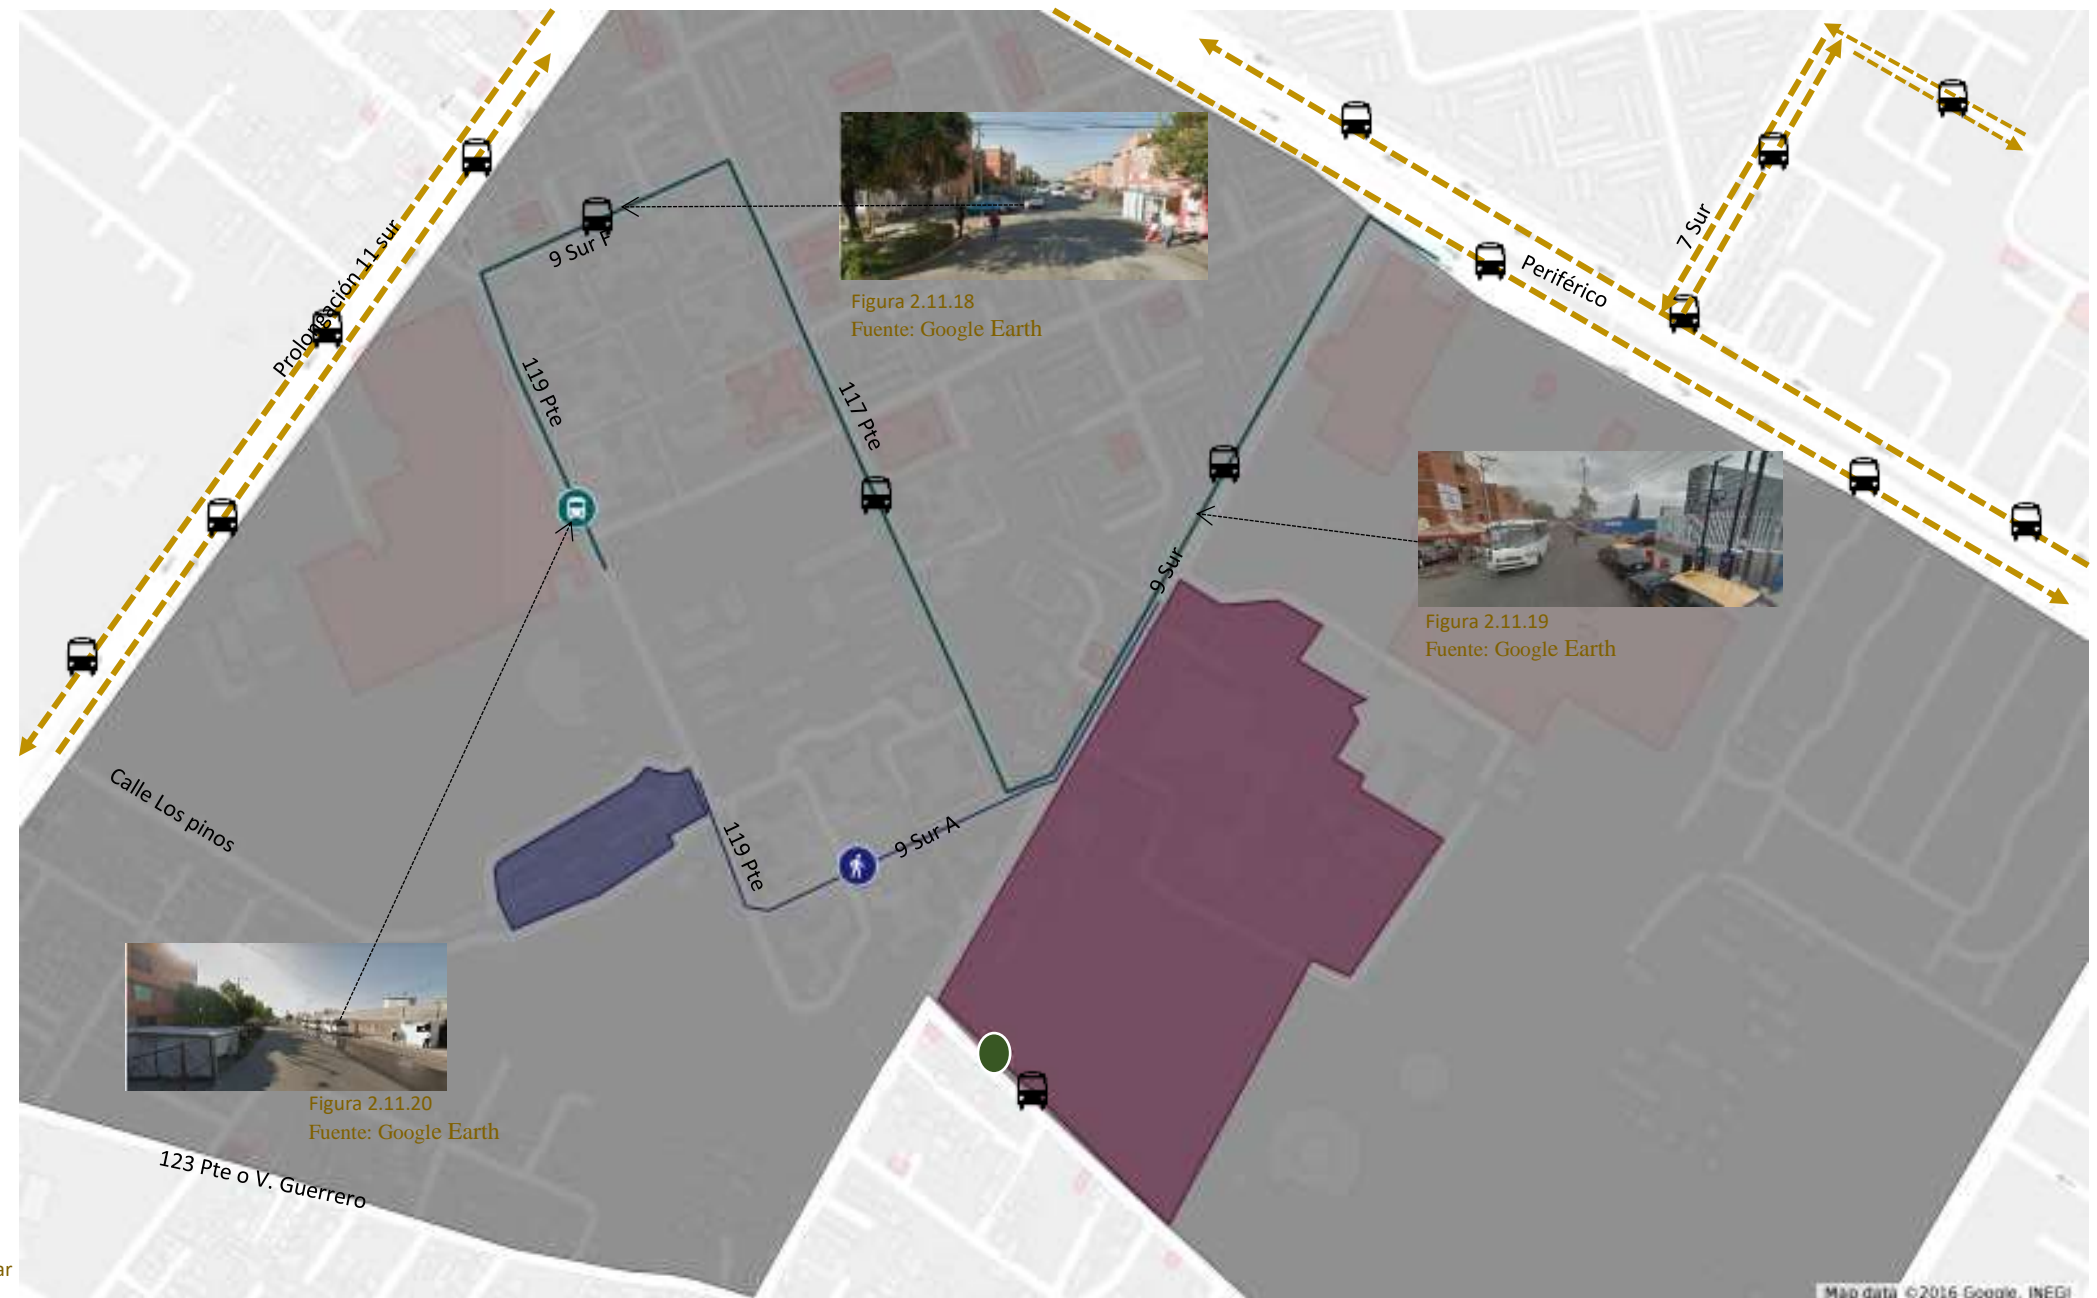 Prolongación 11 sur
9 Sur F
Figura 2.11.18
Fuente: Google Earth
7 Sur
Periférico
119 Pte
117 Pte
9 Sur
Figura 2.11.19
Fuente: Google Earth
Calle Los pinos
119 Pte
9 Sur A
Figura 2.11.20
Fuente: Google Earth
123 Pte o V. Guerrero
ar
Map data ©2016 Google, INEGI